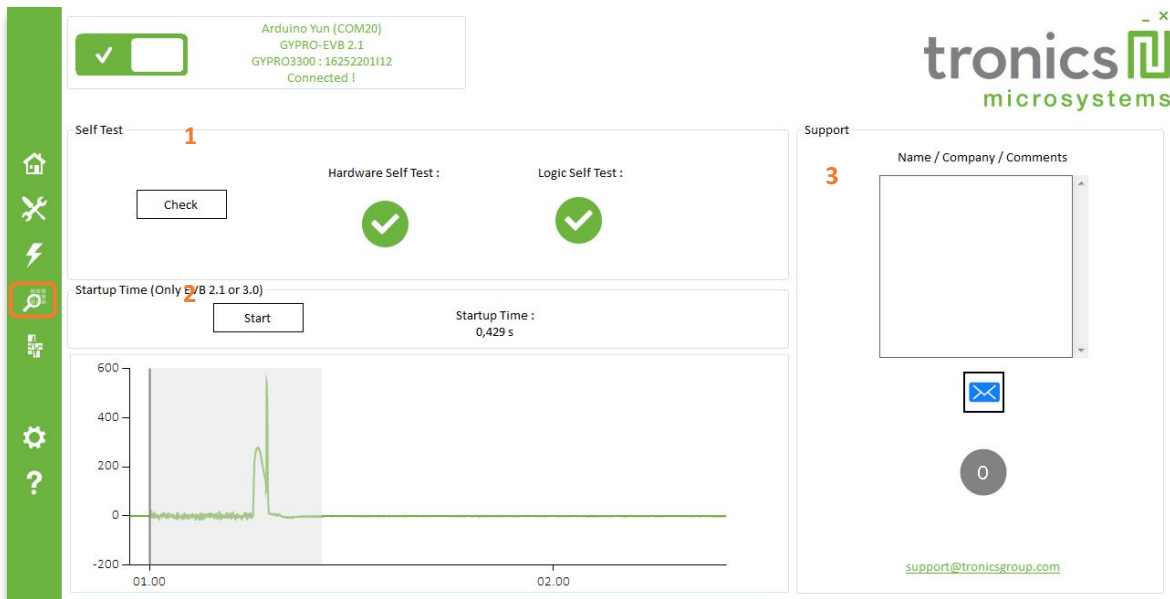 Arduino Yun (COM20)
GYPRO-EVB 2.1
GYPRO3300 : 16252201I12
Connected !
_ ×
tronics
microsystems
Self Test
1
Hardware Self Test :
Logic Self Test :
Check
Startup Time (Only EVB 2.1 or 3.0)
2
Start
Startup Time :
0,429 s
600
400
200
0
-200
01.00
02.00
Support
3
Name / Company / Comments
0
support@tronicsgroup.com
?